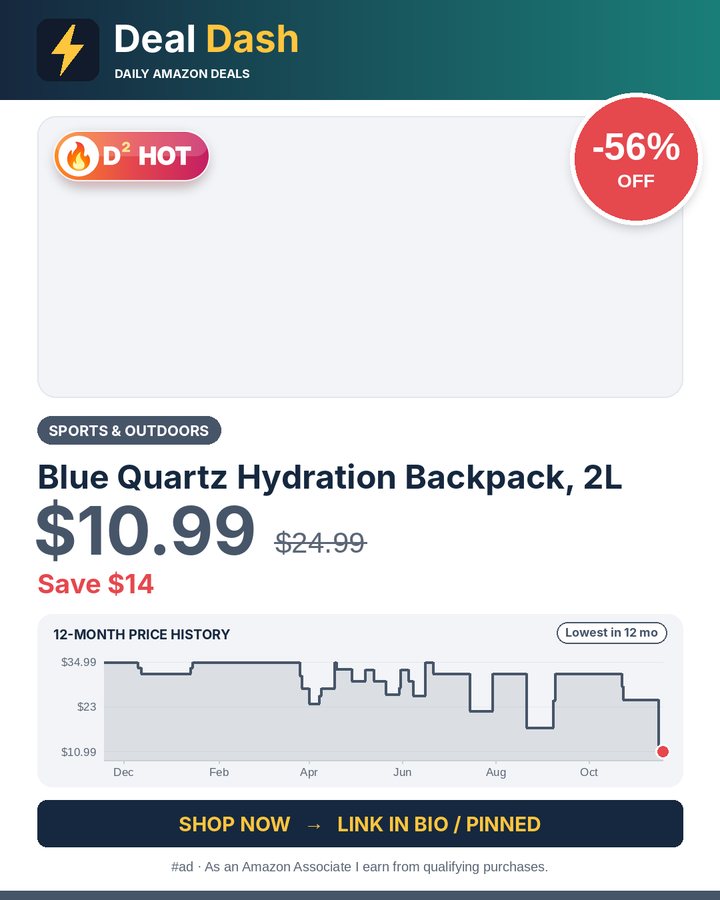 Deal Dash
DAILY AMAZON DEALS
D² HOT
-56%
OFF
SPORTS & OUTDOORS
Blue Quartz Hydration Backpack, 2L
$10.99 $24.99
Save $14
12-MONTH PRICE HISTORY
Lowest in 12 mo
$34.99
$23
$10.99
Dec Feb Apr Jun Aug Oct
SHOP NOW → LINK IN BIO / PINNED
#ad · As an Amazon Associate I earn from qualifying purchases.